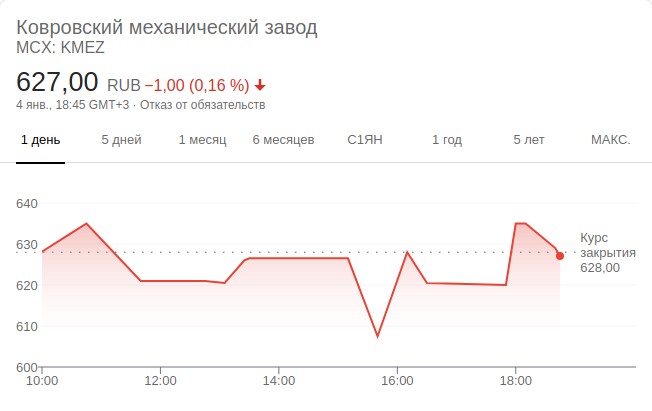 Ковровский механический завод
MCX: KMEZ
627,00 RUB −1,00 (0,16 %)
4 янв., 18:45 GMT+3 · Отказ от обязательств
1 день 5 дней 1 месяц 6 месяцев С1ЯН 1 год 5 лет МАКС.
640
630
620
610
600
Курс
закрытия
628,00
10:00 12:00 14:00 16:00 18:00